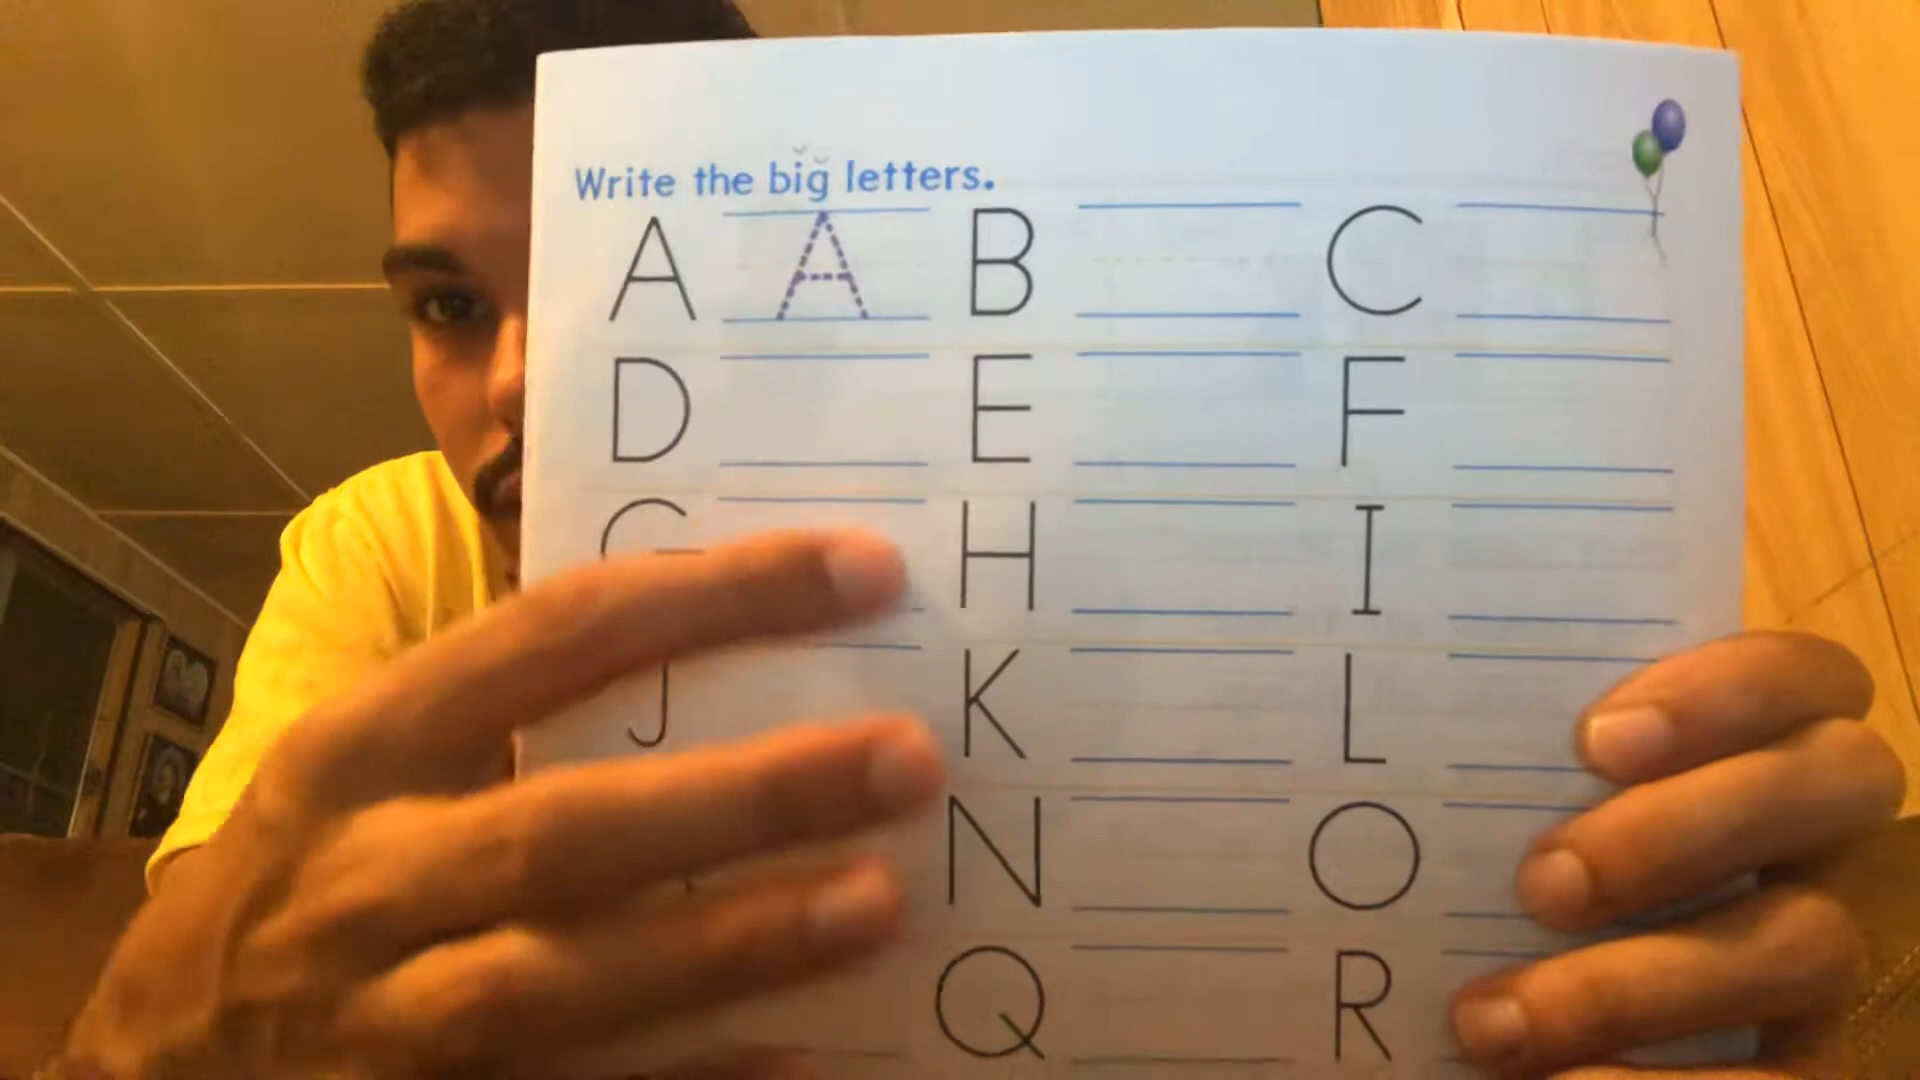 Write the big letters.
A A B C
D E F
G H I
J K L
N O
Q R